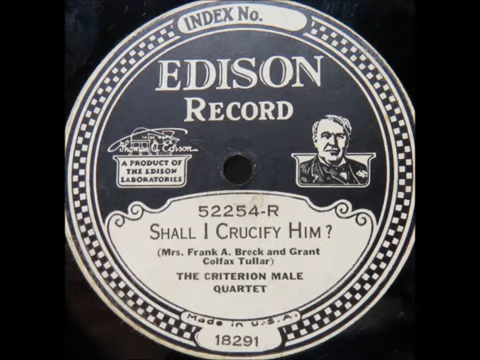 INDEX No.
EDISON
RECORD
Thomas A Edison
A PRODUCT OF
THE EDISON
LABORATORIES
52254-R
SHALL I CRUCIFY HIM?
(Mrs. Frank A. Breck and Grant
Colfax Tullar)
THE CRITERION MALE
QUARTET
Made in U.S.A.
18291